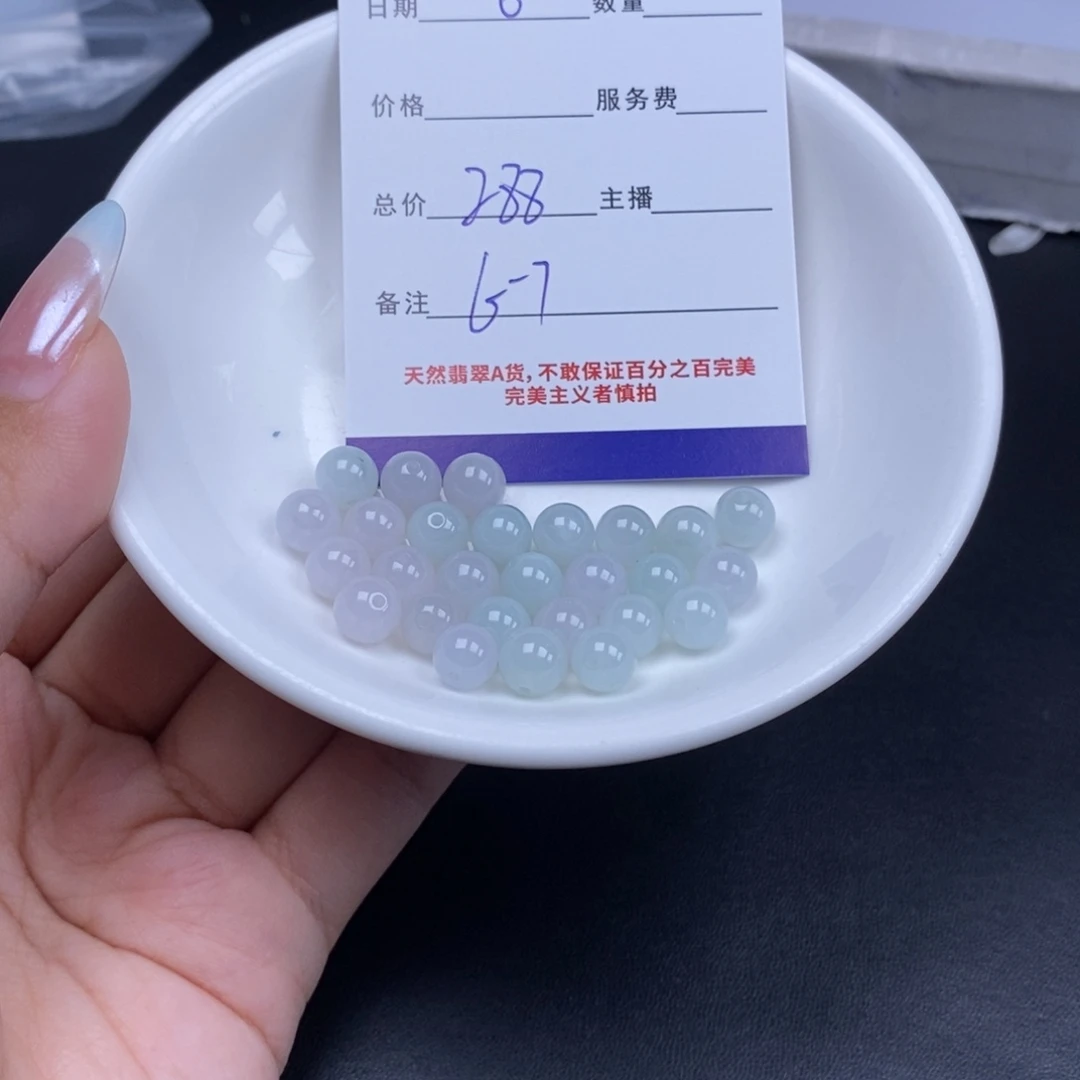 日期 6 数量
价格 服务费
总价 288 主播
备注 6-7
天然翡翠A货,不敢保证百分之百完美
完美主义者慎拍